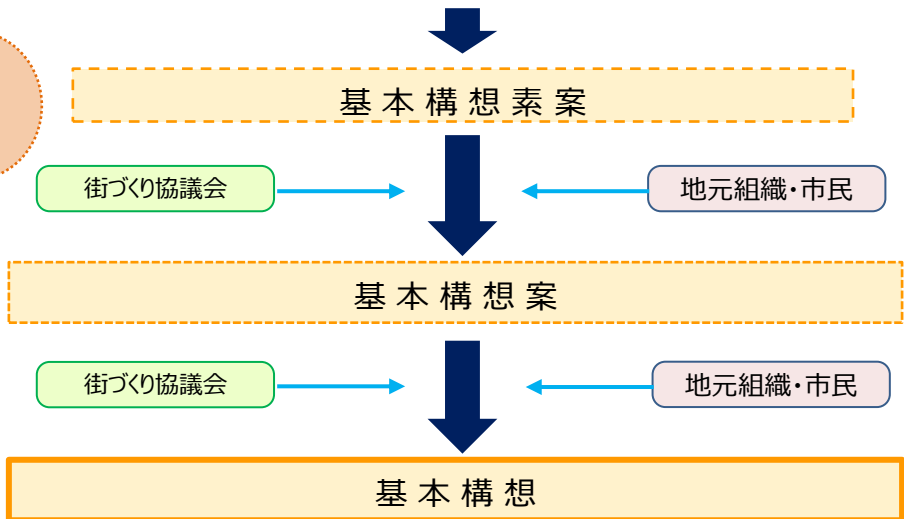 基本構想素案
街づくり協議会
地元組織・市民
基本構想案
街づくり協議会
地元組織・市民
基本構想